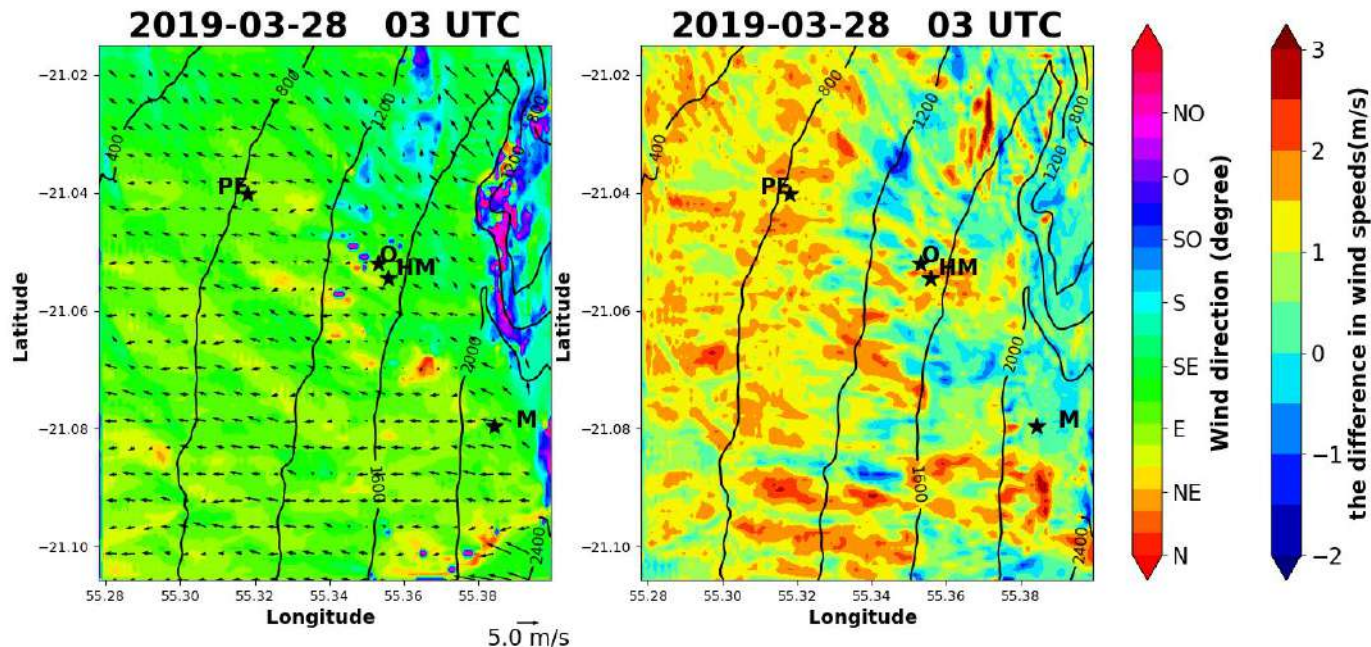 2019-03-28 03 UTC
2019-03-28 03 UTC
Latitude
−21.02
−21.04
−21.06
−21.08
−21.10
400
800
1200
800
1200
PE
O
HM
2000
M
1600
2400
55.28
55.30
55.32
55.34
55.36
55.38
Longitude
5.0 m/s
Latitude
−21.02
−21.04
−21.06
−21.08
−21.10
400
800
1200
800
1200
PE
O
HM
2000
M
1600
2400
55.28
55.30
55.32
55.34
55.36
55.38
Longitude
NO
O
SO
S
SE
E
NE
N
Wind direction (degree)
3
2
1
0
−1
−2
the difference in wind speeds(m/s)